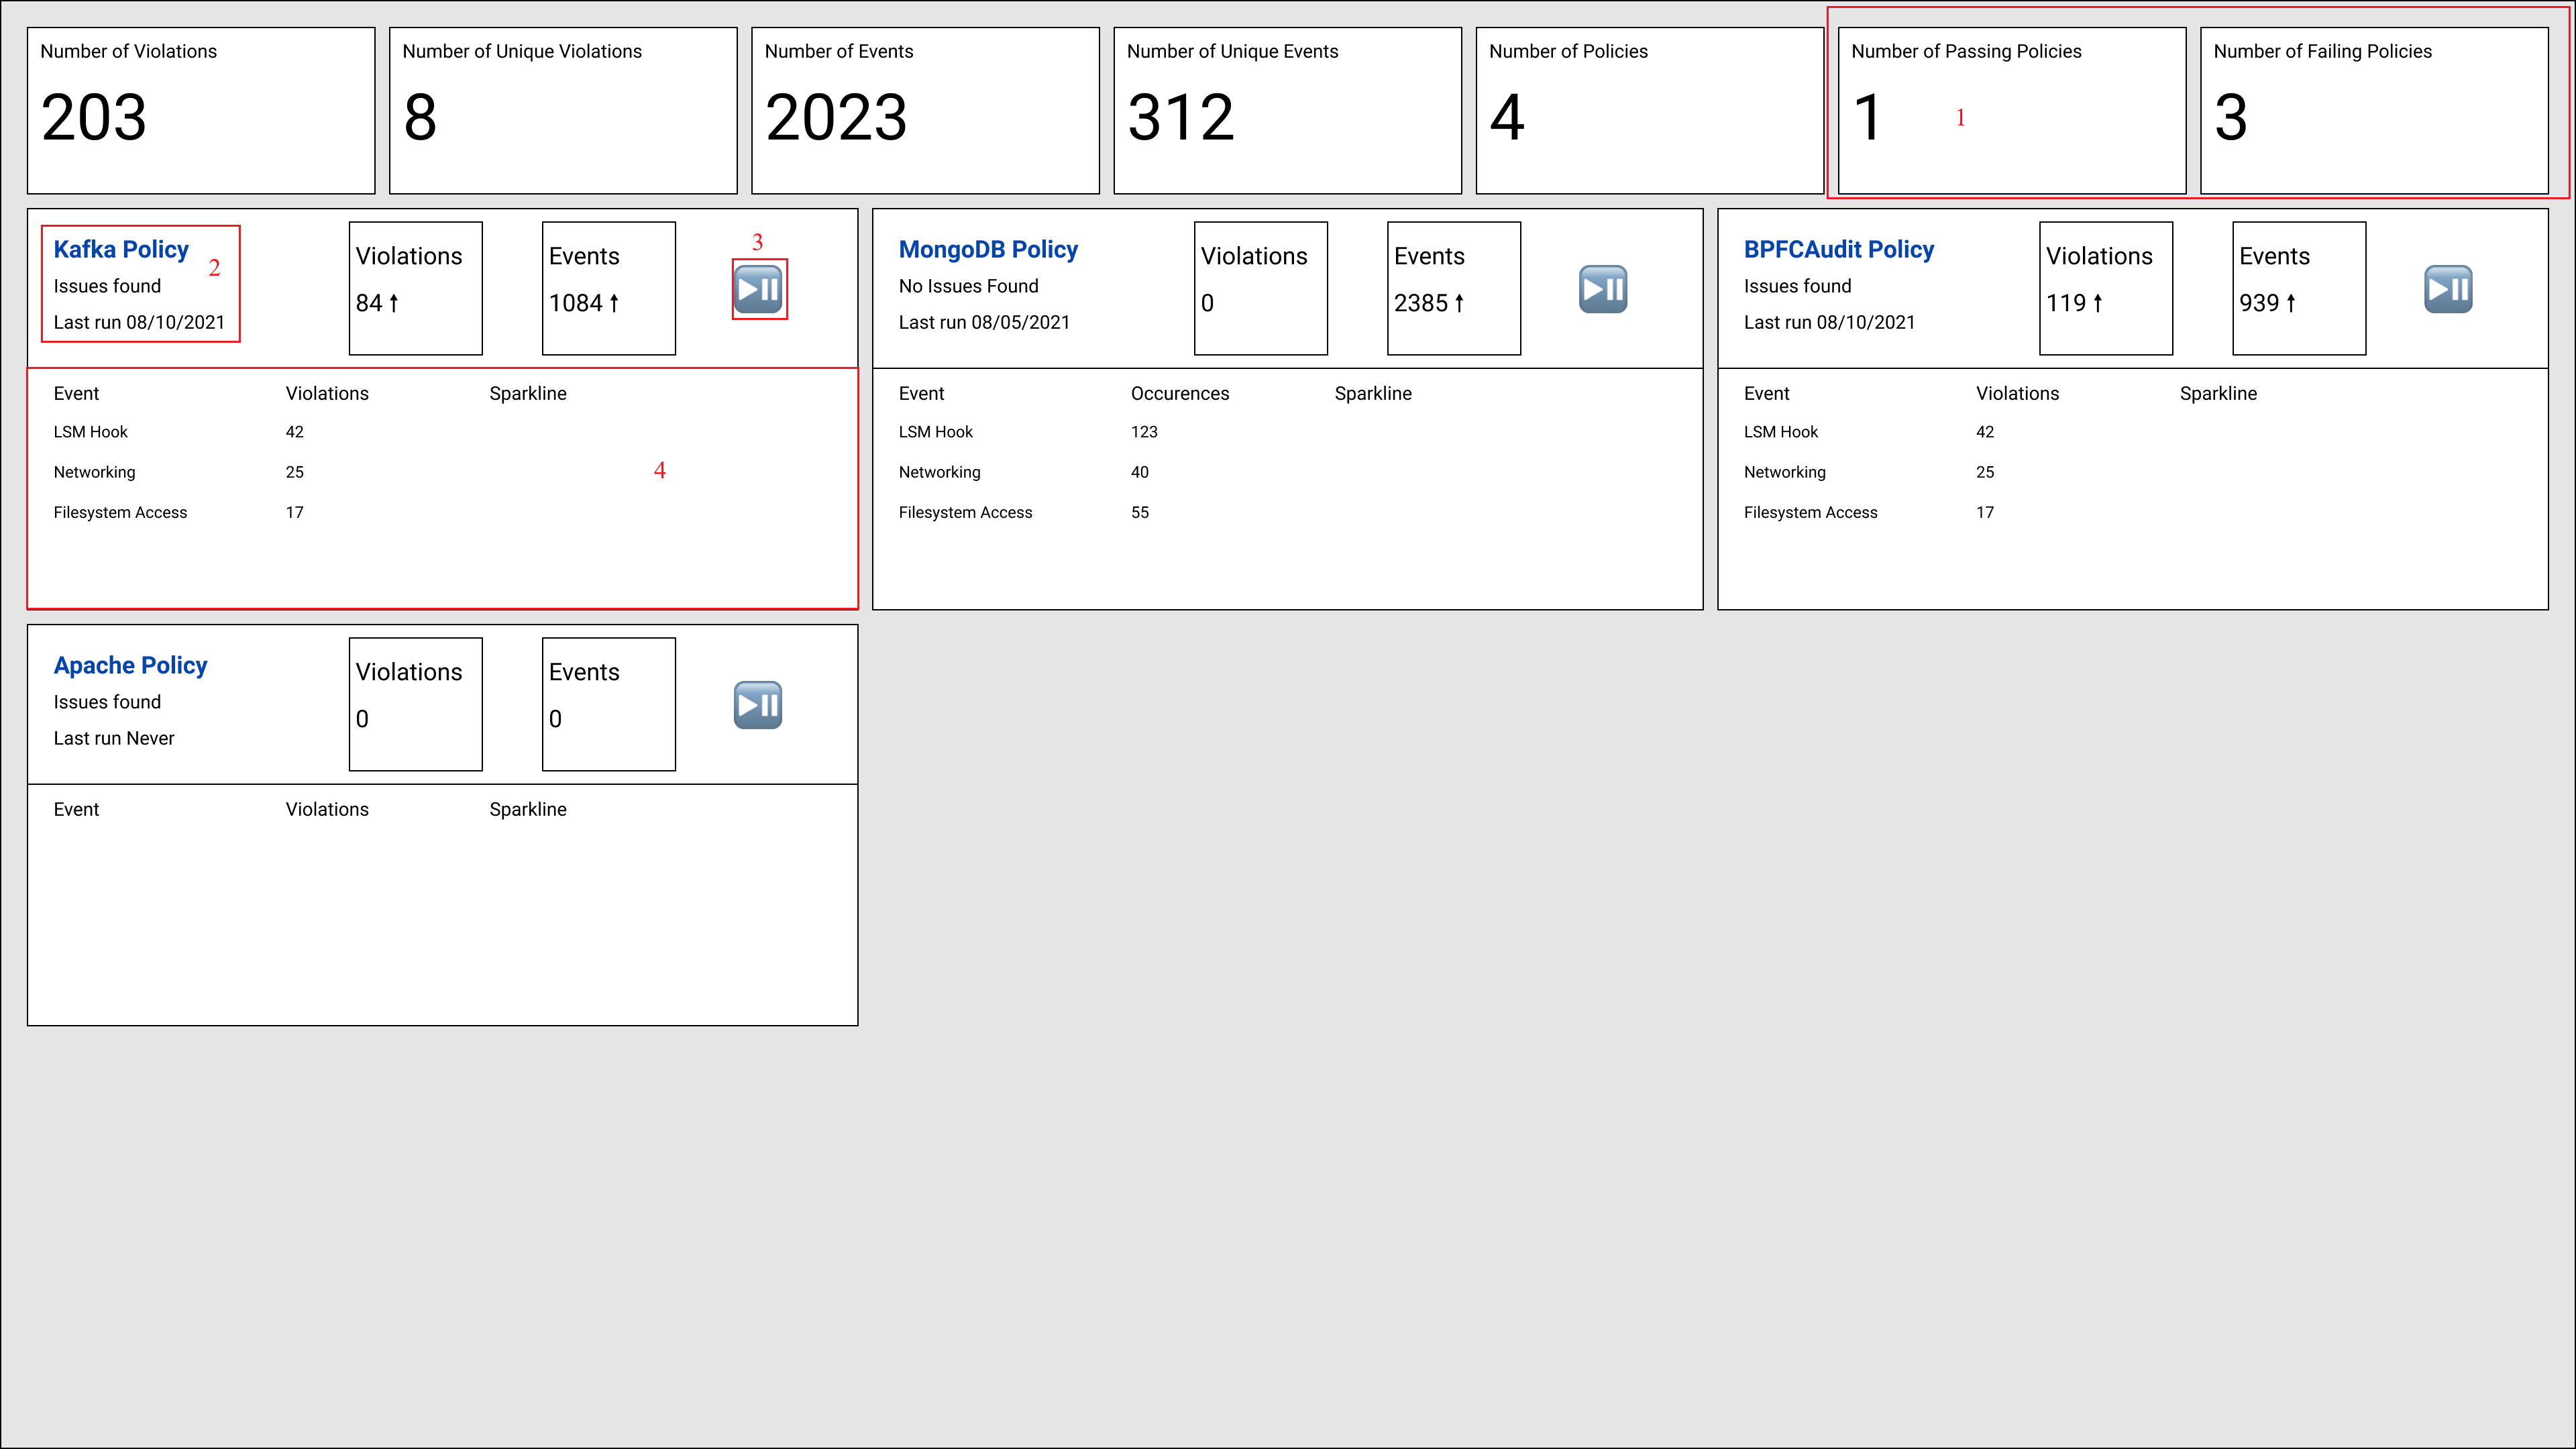 Number of Violations
203
Number of Unique Violations
8
Number of Events
2023
Number of Unique Events
312
Number of Policies
4
Number of Passing Policies
1
1
Number of Failing Policies
3
Kafka Policy
2
Issues found
Last run 08/10/2021
Violations
84 ↑
Events
1084 ↑
3
Event Violations Sparkline
LSM Hook 42
Networking 25
4
Filesystem Access 17
MongoDB Policy
No Issues Found
Last run 08/05/2021
Violations
0
Events
2385 ↑
Event Occurences Sparkline
LSM Hook 123
Networking 40
Filesystem Access 55
BPFCAudit Policy
Issues found
Last run 08/10/2021
Violations
119 ↑
Events
939 ↑
Event Violations Sparkline
LSM Hook 42
Networking 25
Filesystem Access 17
Apache Policy
Issues found
Last run Never
Violations
0
Events
0
Event Violations Sparkline